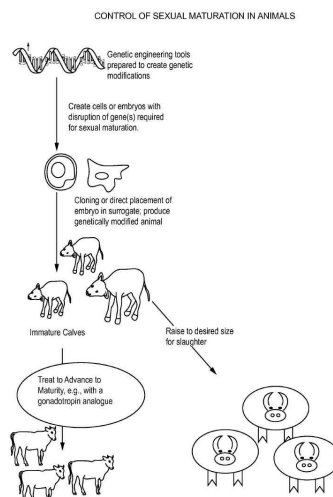 CONTROL OF SEXUAL MATURATION IN ANIMALS
Genetic engineering tools
prepared to create genetic
modifications
Create cells or embryos with
disruption of gene(s) required
for sexual maturation.
Cloning or direct placement of
embryo in surrogate; produce
genetically modified animal
Immature Calves
Raise to desired size
for slaughter
Treat to Advance to
Maturity, e.g., with a
gonadotropin analogue